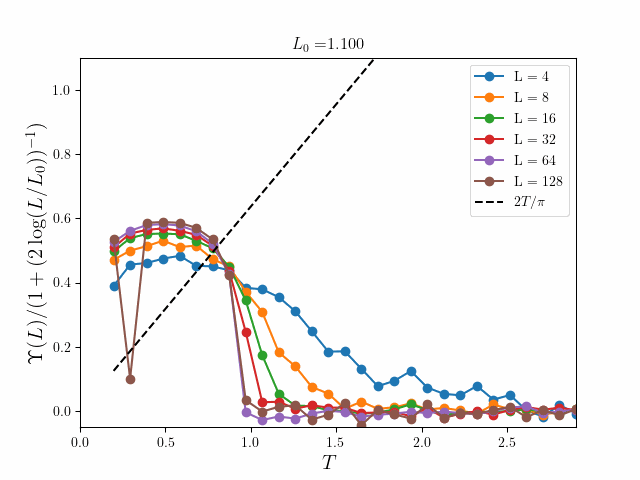 L₀ =1.100
Υ(L)/(1 + (2 log(L/L₀))⁻¹)
1.0
0.8
0.6
0.4
0.2
0.0
L = 4
L = 8
L = 16
L = 32
L = 64
L = 128
2T/π
0.0 0.5 1.0 1.5 2.0 2.5
T